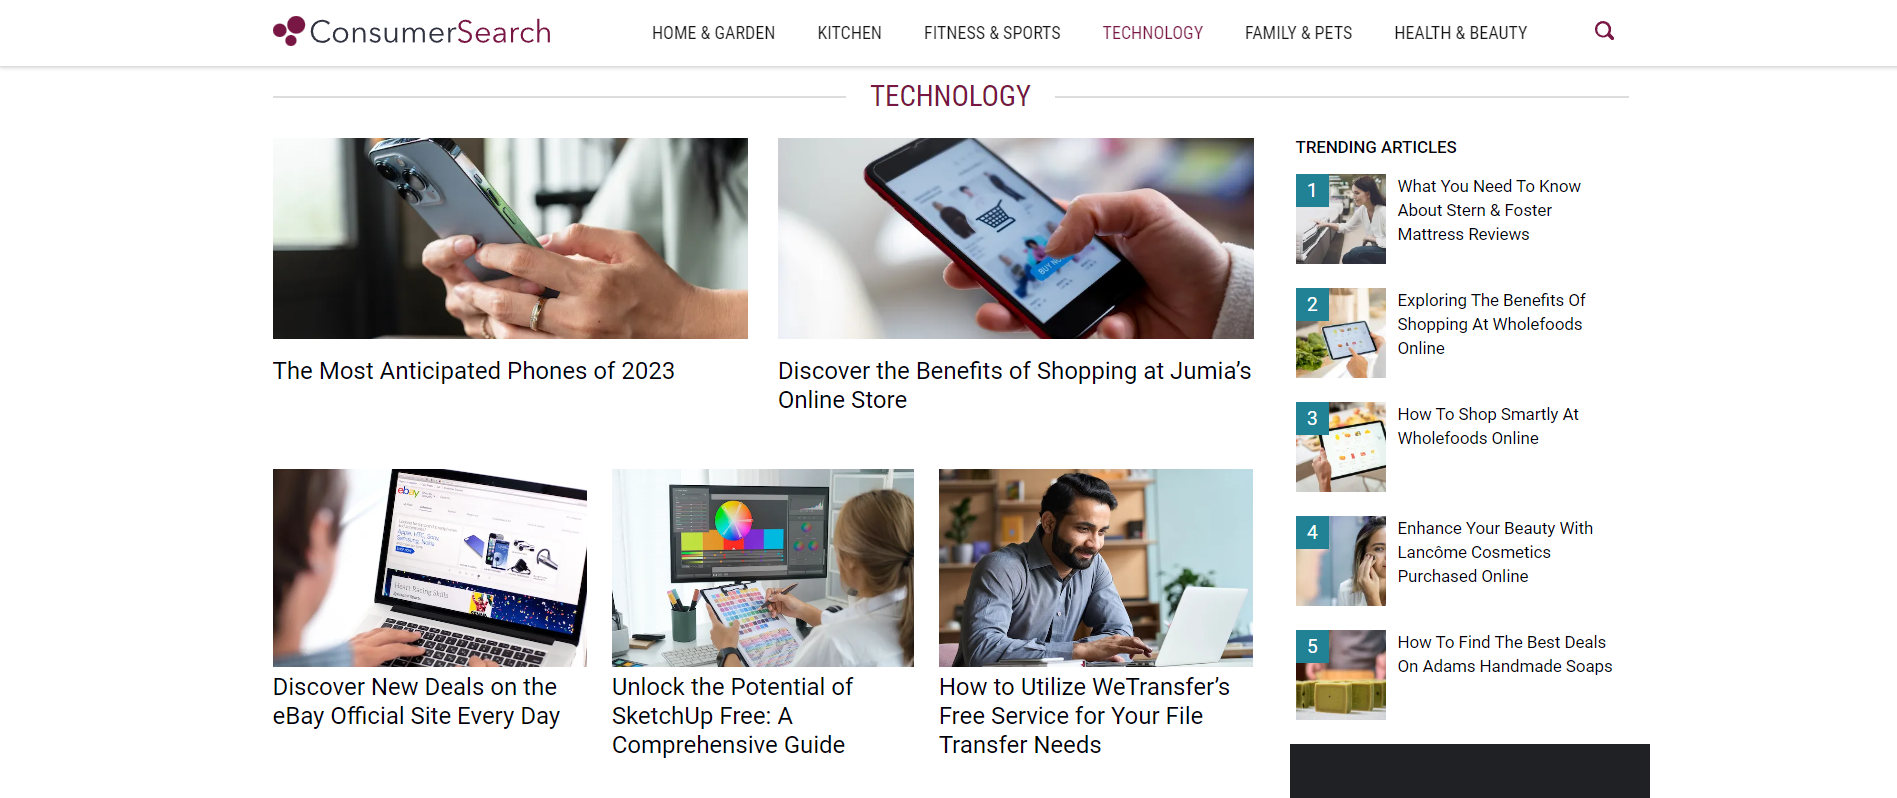 ConsumerSearch
HOME & GARDEN
KITCHEN
FITNESS & SPORTS
TECHNOLOGY
FAMILY & PETS
HEALTH & BEAUTY
TECHNOLOGY
BUY
The Most Anticipated Phones of 2023
Discover the Benefits of Shopping at Jumia’s
Online Store
ebay
Discover New Deals on the
eBay Official Site Every Day
Unlock the Potential of
SketchUp Free: A
Comprehensive Guide
How to Utilize WeTransfer’s
Free Service for Your File
Transfer Needs
TRENDING ARTICLES
1
What You Need To Know
About Stern & Foster
Mattress Reviews
2
Exploring The Benefits Of
Shopping At Wholefoods
Online
3
How To Shop Smartly At
Wholefoods Online
4
Enhance Your Beauty With
Lancôme Cosmetics
Purchased Online
5
How To Find The Best Deals
On Adams Handmade Soaps